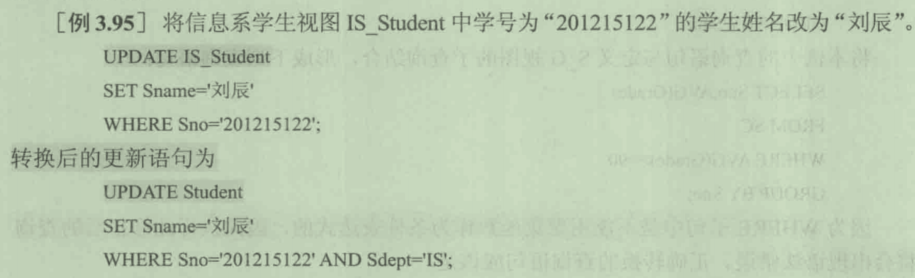 ［例 3.95］ 将信息系学生视图 IS_Student 中学号为“201215122”的学生姓名改为“刘辰”。
UPDATE IS_Student
SET Sname='刘辰'
WHERE Sno='201215122';
转换后的更新语句为
UPDATE Student
SET Sname='刘辰'
WHERE Sno='201215122' AND Sdept='IS';